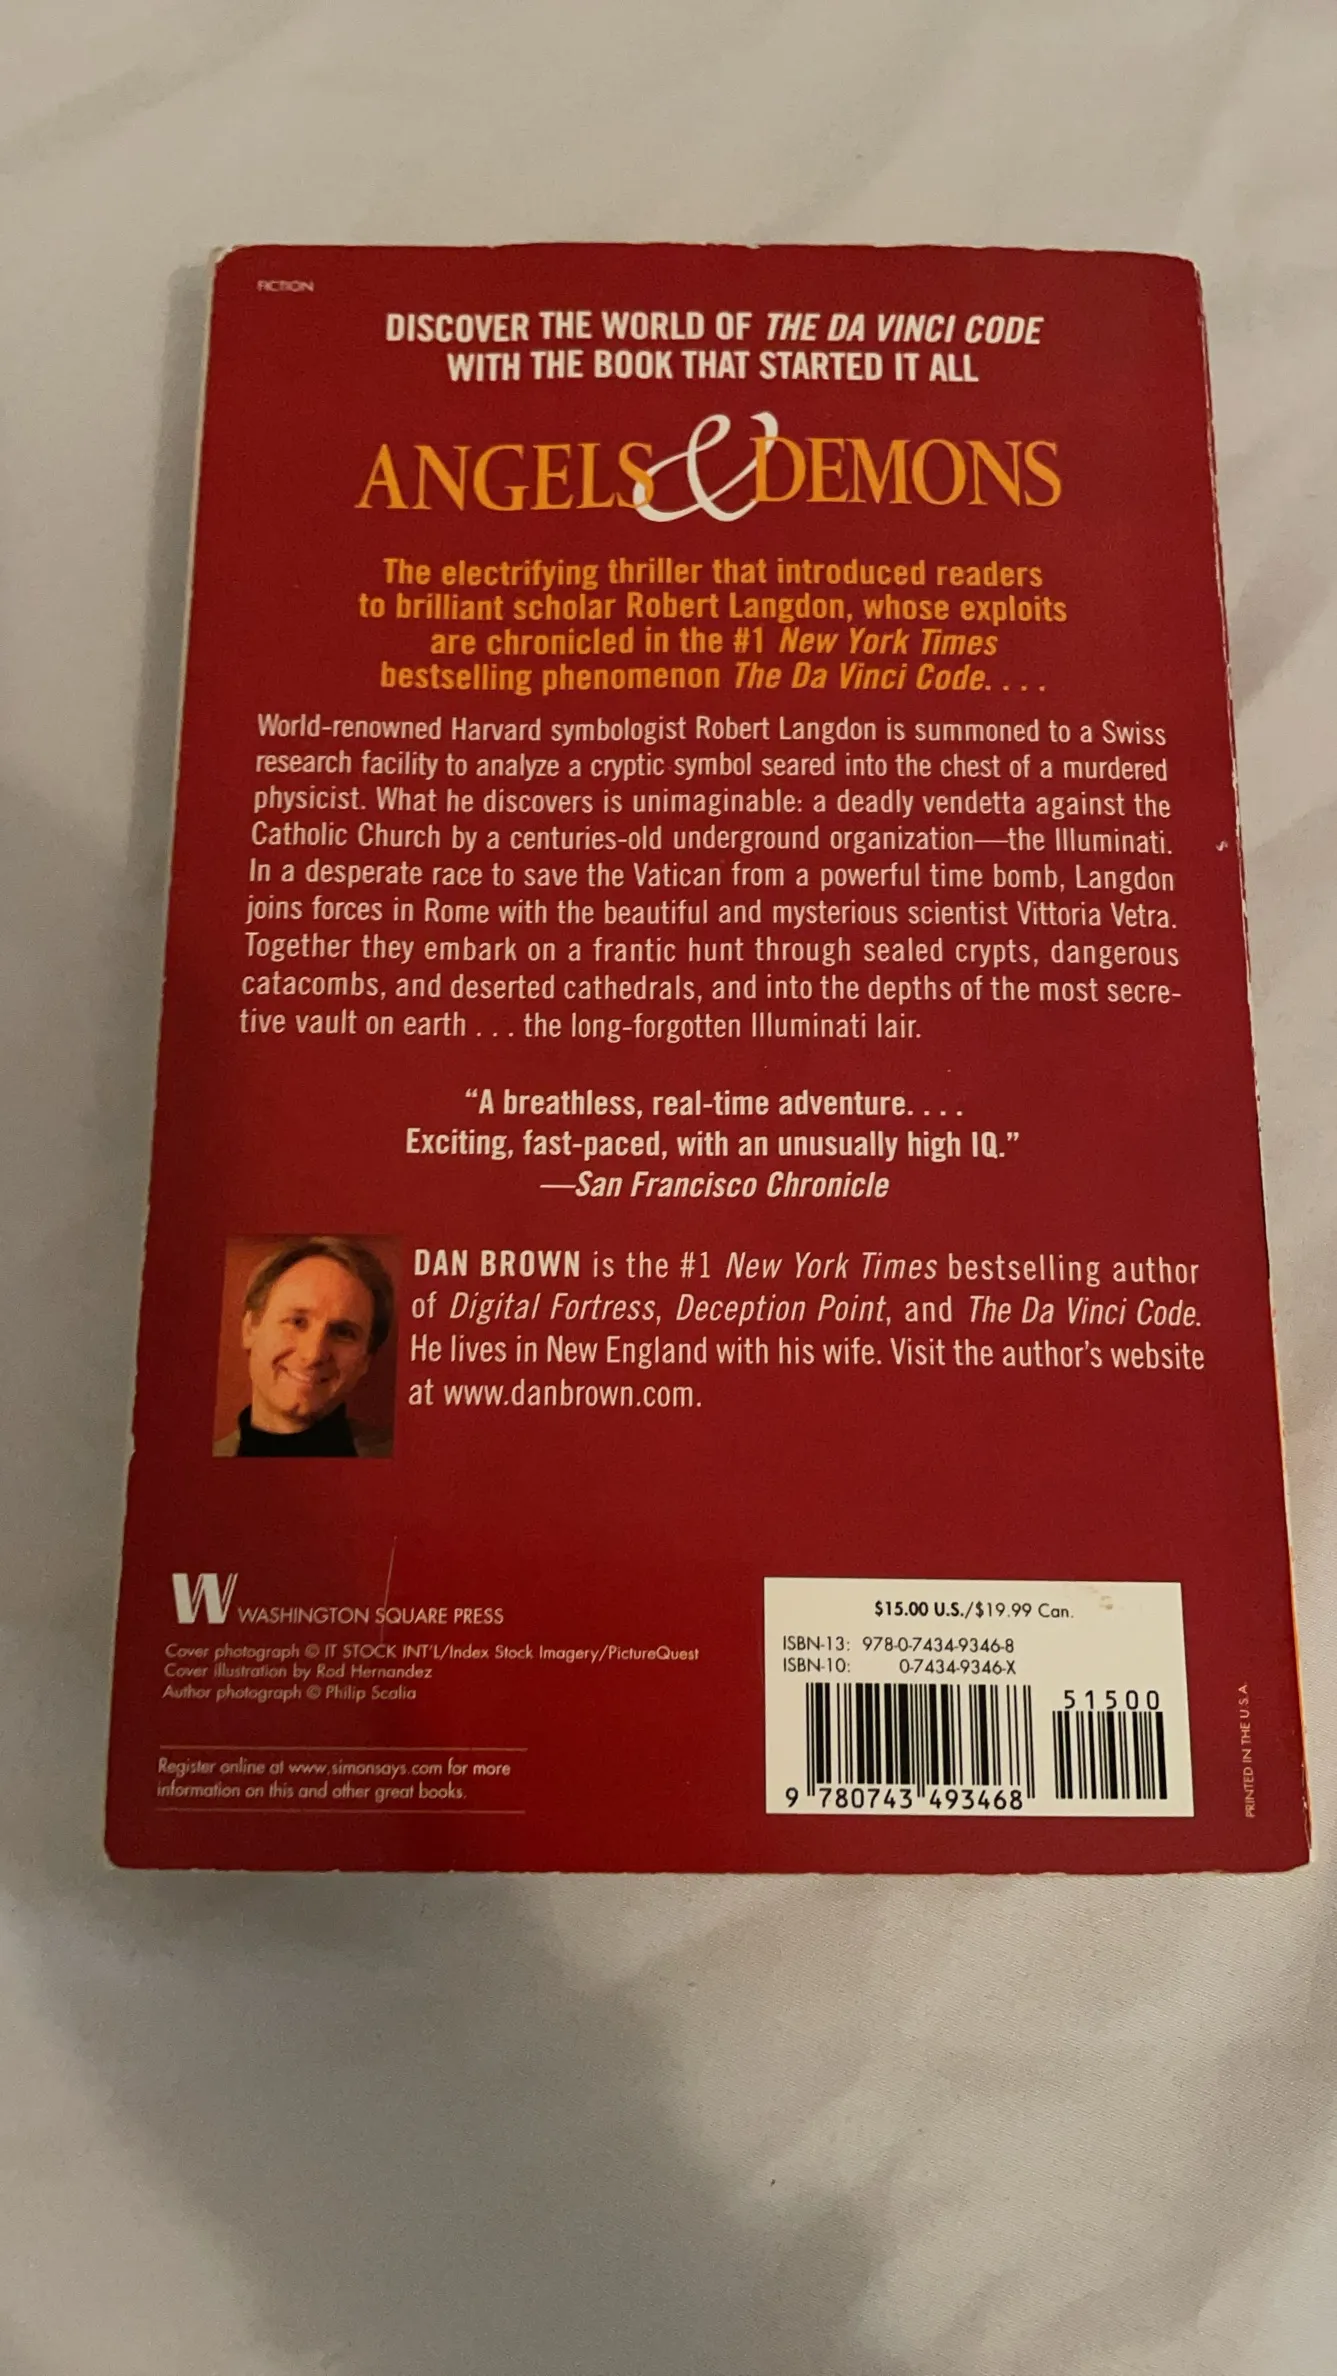 FICTION
DISCOVER THE WORLD OF THE DA VINCI CODE
WITH THE BOOK THAT STARTED IT ALL
ANGELS & DEMONS
The electrifying thriller that introduced readers
to brilliant scholar Robert Langdon, whose exploits
are chronicled in the #1 New York Times
bestselling phenomenon The Da Vinci Code. . . .
World-renowned Harvard symbologist Robert Langdon is summoned to a Swiss
research facility to analyze a cryptic symbol seared into the chest of a murdered
physicist. What he discovers is unimaginable: a deadly vendetta against the
Catholic Church by a centuries-old underground organization—the Illuminati.
In a desperate race to save the Vatican from a powerful time bomb, Langdon
joins forces in Rome with the beautiful and mysterious scientist Vittoria Vetra.
Together they embark on a frantic hunt through sealed crypts, dangerous
catacombs, and deserted cathedrals, and into the depths of the most secre-
tive vault on earth . . . the long-forgotten Illuminati lair.
“A breathless, real-time adventure. . . .
Exciting, fast-paced, with an unusually high IQ.”
—San Francisco Chronicle
DAN BROWN is the #1 New York Times bestselling author
of Digital Fortress, Deception Point, and The Da Vinci Code.
He lives in New England with his wife. Visit the author's website
at www.danbrown.com.
W WASHINGTON SQUARE PRESS
Cover photograph © IT STOCK INT'L/Index Stock Imagery/PictureQuest
Cover illustration by Rod Hernandez
Author photograph © Philip Scalia
Register online at www.simonsays.com for more
information on this and other great books.
$15.00 U.S./$19.99 Can.
ISBN-13: 978-0-7434-9346-8
ISBN-10: 0-7434-9346-X
51500
9 780743 493468
PRINTED IN THE U.S.A.